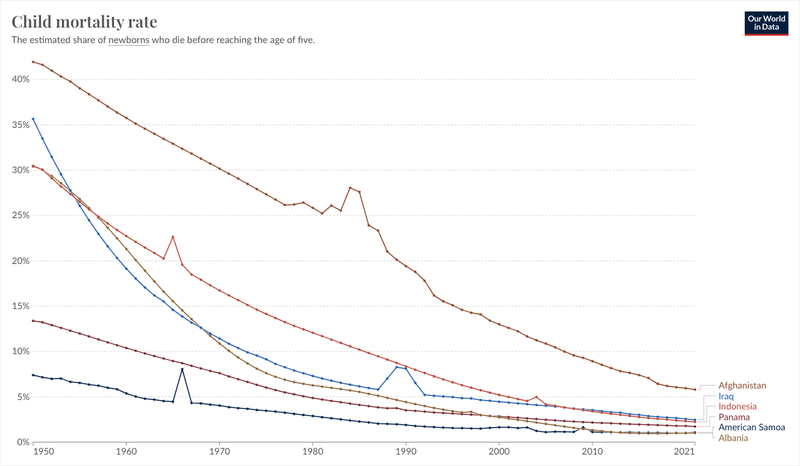 Child mortality rate
The estimated share of newborns who die before reaching the age of five.
Our World
in Data
40%
35%
30%
25%
20%
15%
10%
5%
0%
1950
1960
1970
1980
1990
2000
2010
2021
Afghanistan
Iraq
Indonesia
Panama
American Samoa
Albania